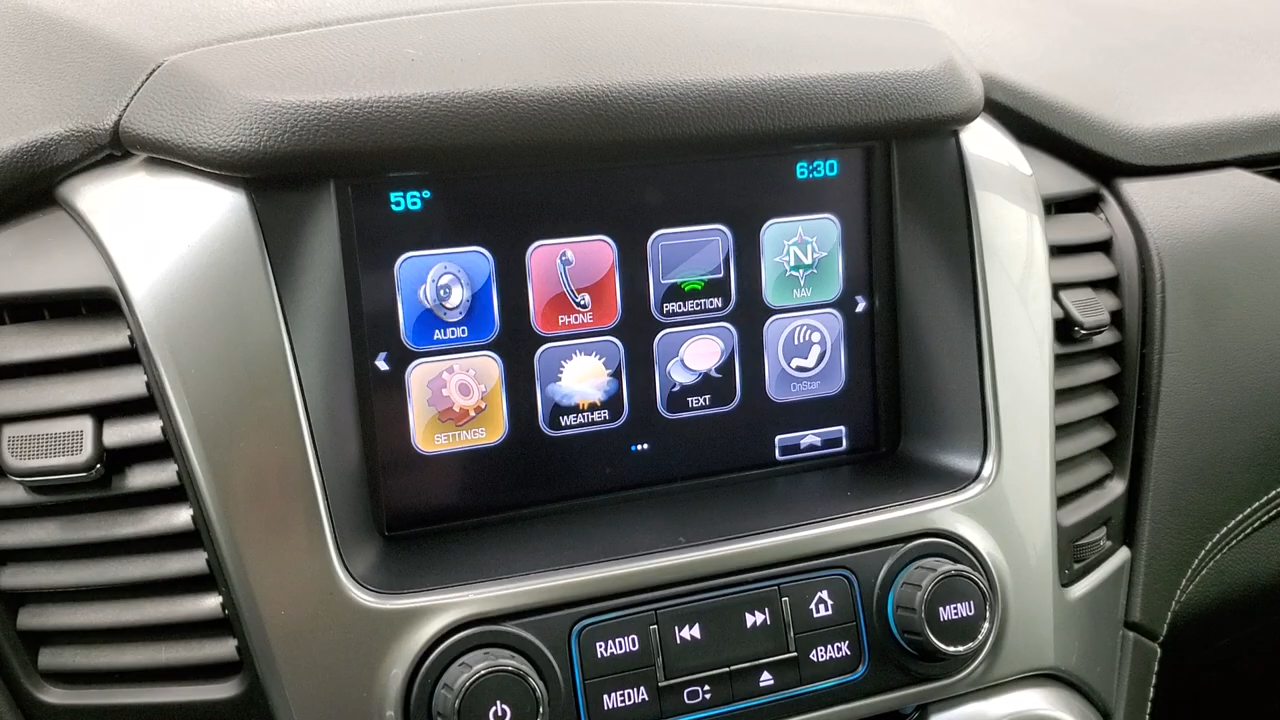 56° 6:30
AUDIO PHONE PROJECTION N NAV
SETTINGS WEATHER TEXT OnStar
RADIO MENU
MEDIA BACK